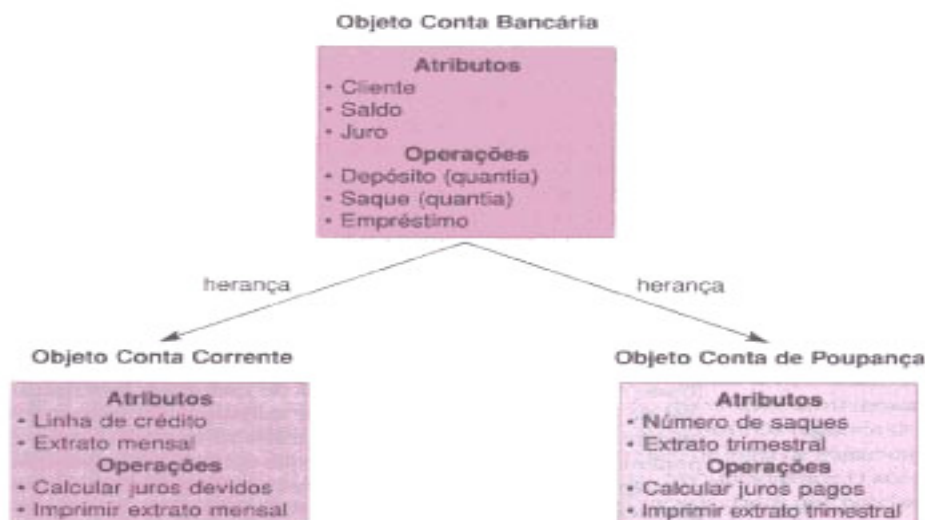 Objeto Conta Bancária
Atributos
• Cliente
• Saldo
• Juro
Operações
• Depósito (quantia)
• Saque (quantia)
• Empréstimo
herança
herança
Objeto Conta Corrente
Atributos
• Linha de crédito
• Extrato mensal
Operações
• Calcular juros devidos
• Imprimir extrato mensal
Objeto Conta de Poupança
Atributos
• Número de saques
• Extrato trimestral
Operações
• Calcular juros pagos
• Imprimir extrato trimestral